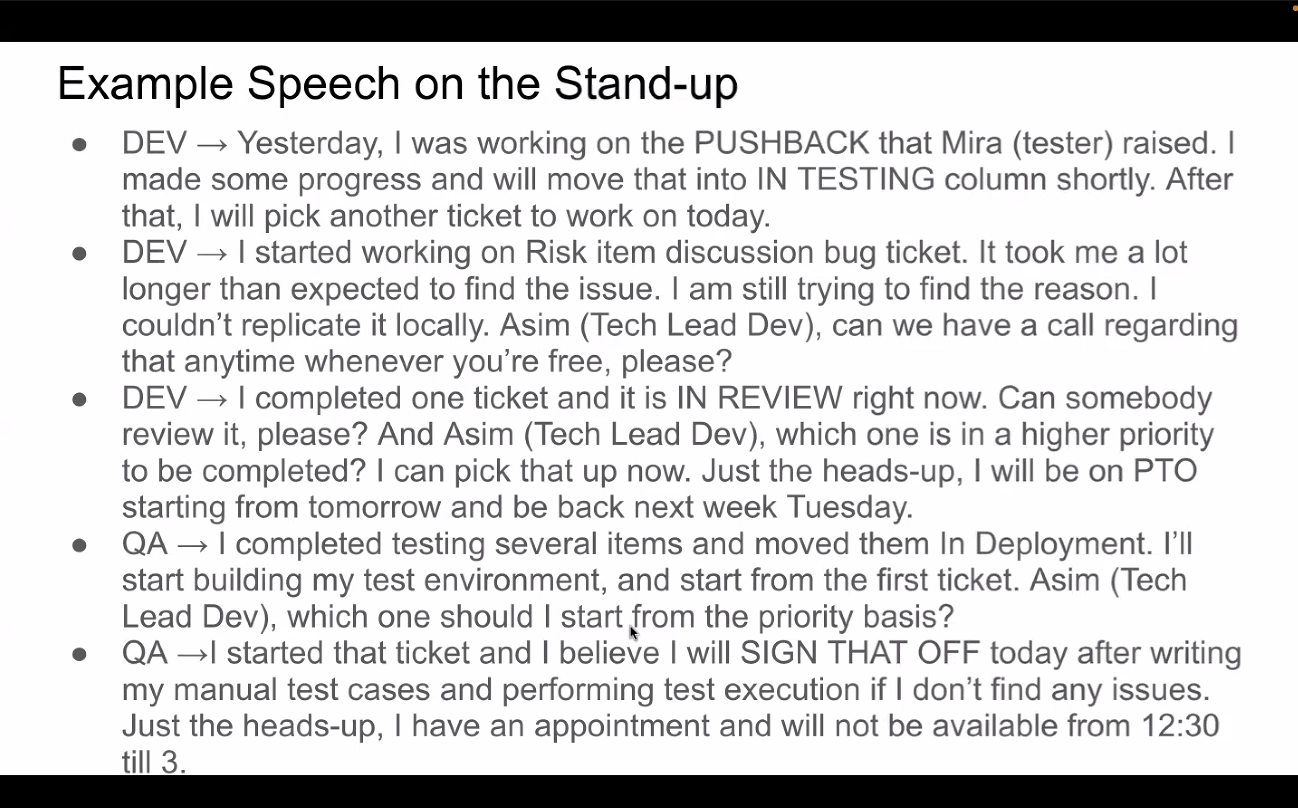 Example Speech on the Stand-up
● DEV → Yesterday, I was working on the PUSHBACK that Mira (tester) raised. I
made some progress and will move that into IN TESTING column shortly. After
that, I will pick another ticket to work on today.
● DEV → I started working on Risk item discussion bug ticket. It took me a lot
longer than expected to find the issue. I am still trying to find the reason. I
couldn’t replicate it locally. Asim (Tech Lead Dev), can we have a call regarding
that anytime whenever you’re free, please?
● DEV → I completed one ticket and it is IN REVIEW right now. Can somebody
review it, please? And Asim (Tech Lead Dev), which one is in a higher priority
to be completed? I can pick that up now. Just the heads-up, I will be on PTO
starting from tomorrow and be back next week Tuesday.
● QA → I completed testing several items and moved them In Deployment. I’ll
start building my test environment, and start from the first ticket. Asim (Tech
Lead Dev), which one should I start from the priority basis?
● QA →I started that ticket and I believe I will SIGN THAT OFF today after writing
my manual test cases and performing test execution if I don’t find any issues.
Just the heads-up, I have an appointment and will not be available from 12:30
till 3.